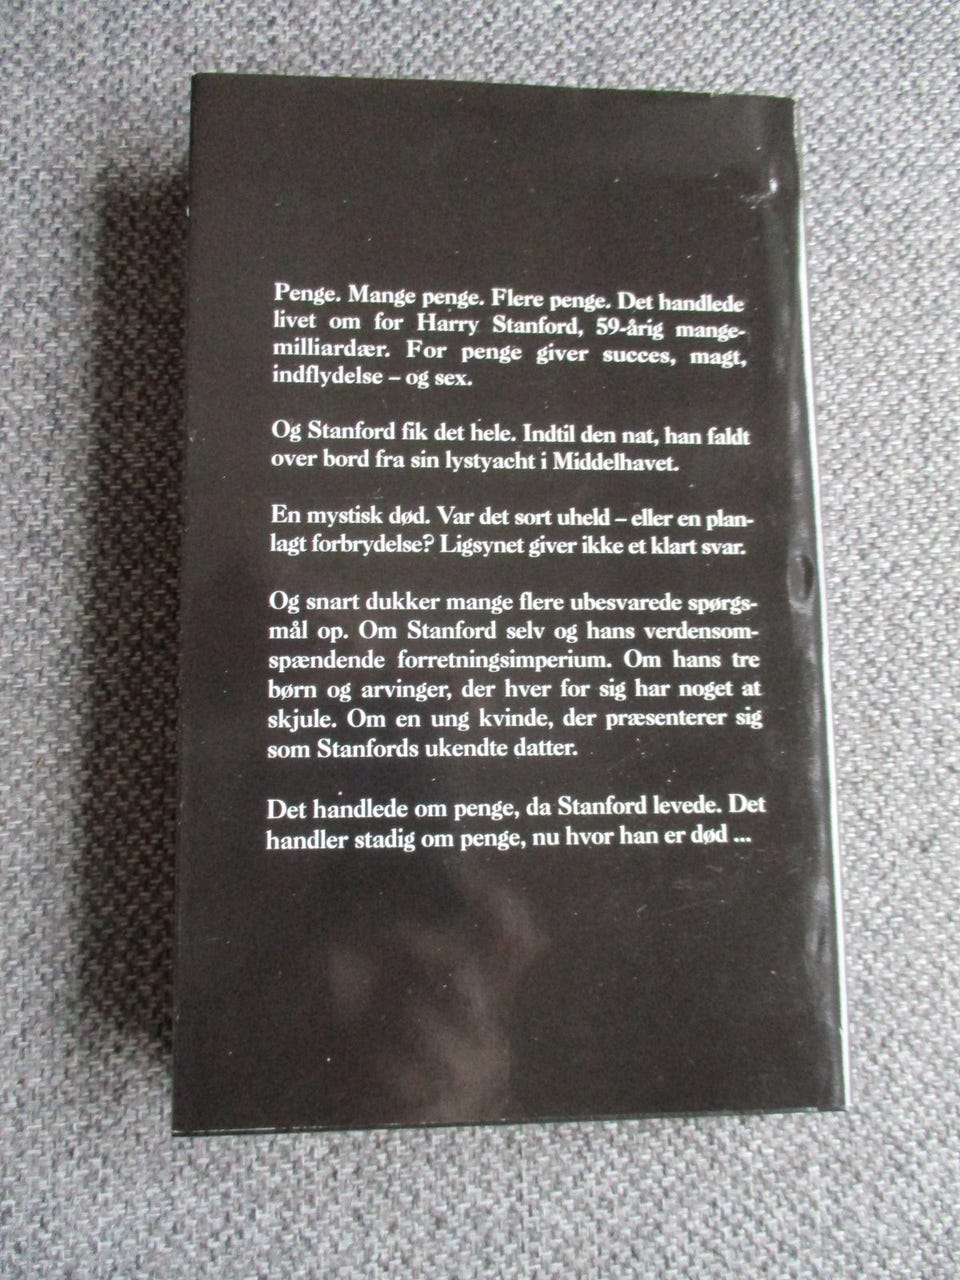 Penge. Mange penge. Flere penge. Det handlede
livet om for Harry Stanford, 59-årig mange-
milliardær. For penge giver succes, magt,
indflydelse – og sex.
Og Stanford fik det hele. Indtil den nat, han faldt
over bord fra sin lystyacht i Middelhavet.
En mystisk død. Var det sort uheld – eller en plan-
lagt forbrydelse? Ligsynet giver ikke et klart svar.
Og snart dukker mange flere ubesvarede spørgs-
mål op. Om Stanford selv og hans verdensom-
spændende forretningsimperium. Om hans tre
børn og arvinger, der hver for sig har noget at
skjule. Om en ung kvinde, der præsenterer sig
som Stanfords ukendte datter.
Det handlede om penge, da Stanford levede. Det
handler stadig om penge, nu hvor han er død ...